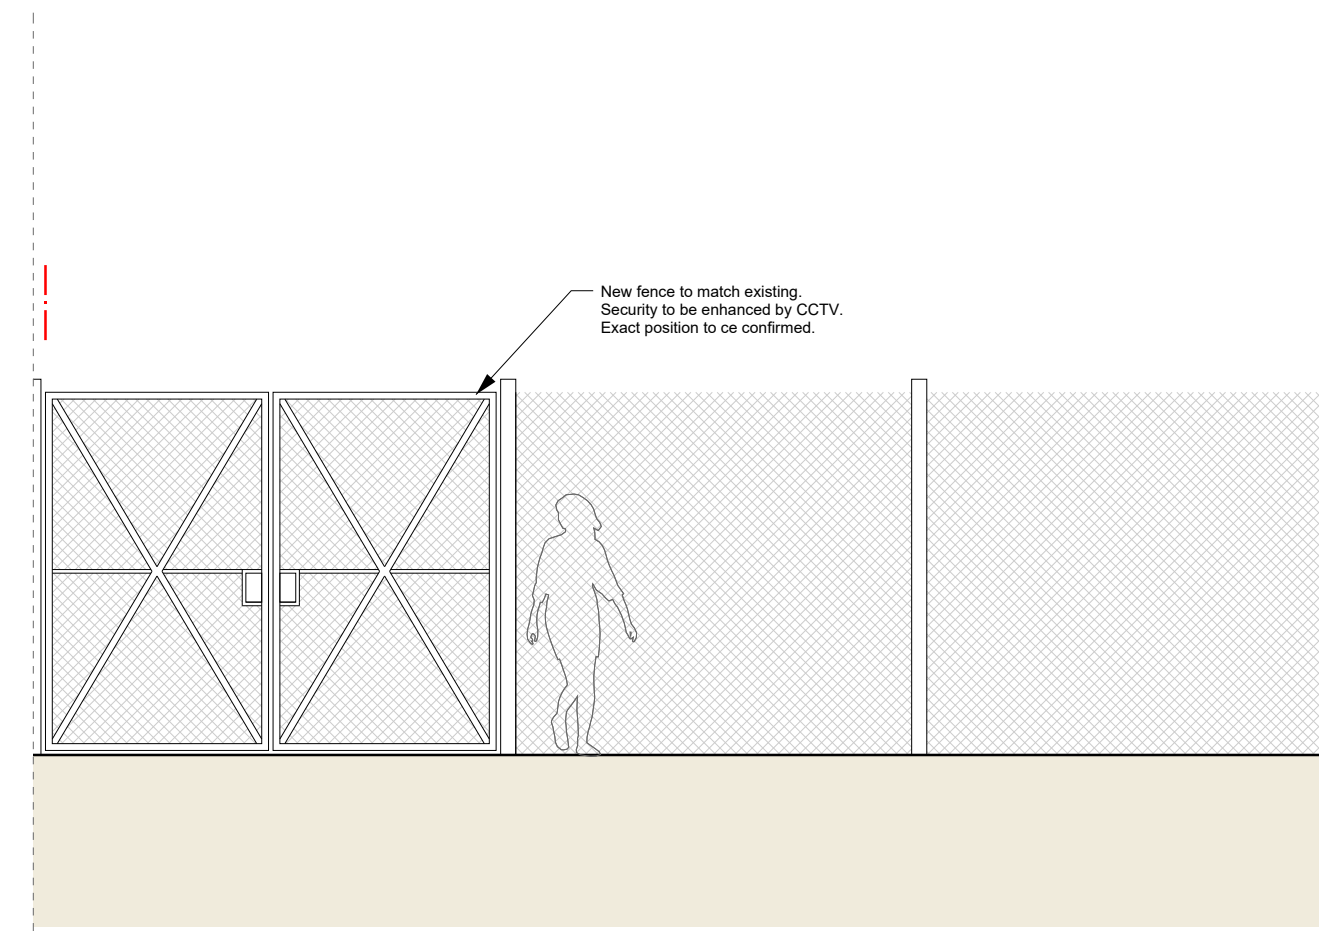 New fence to match existing.
Security to be enhanced by CCTV.
Exact position to ce confirmed.